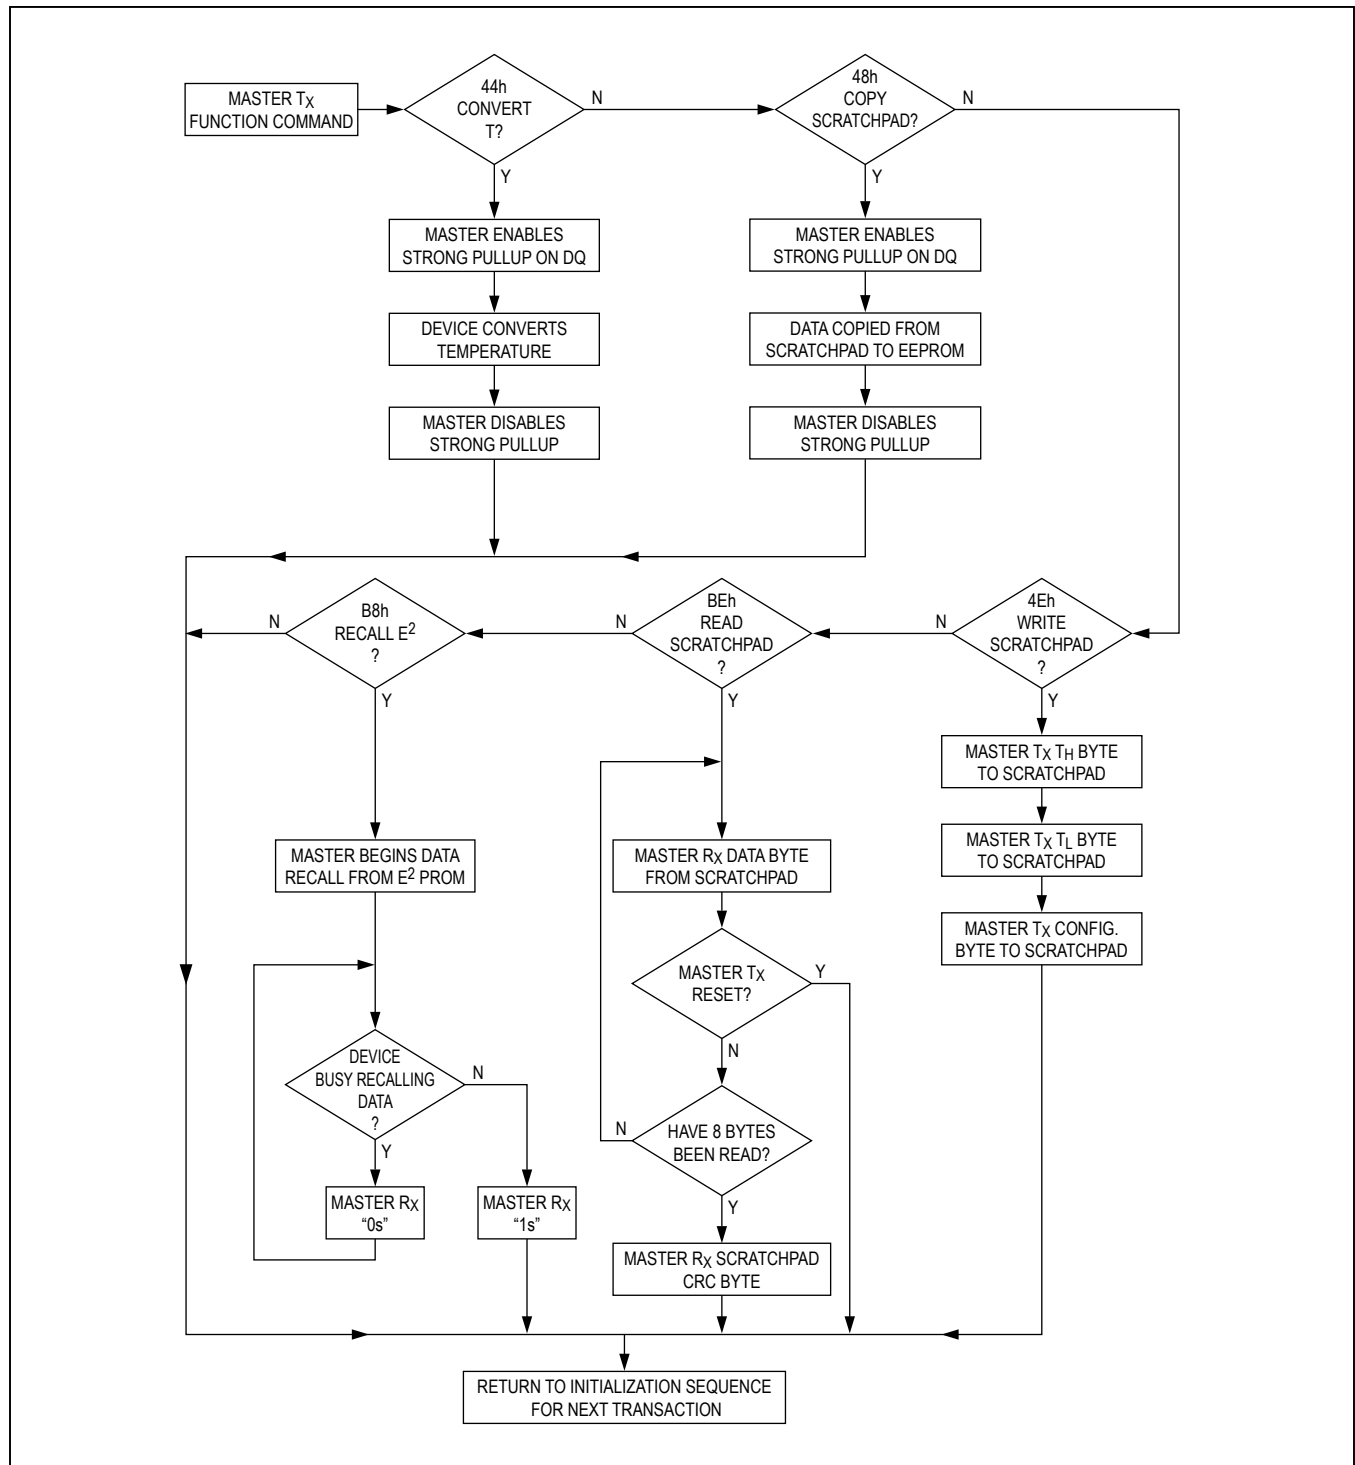 MASTER TX
FUNCTION COMMAND
44h
CONVERT
T?
N
Y
48h
COPY
SCRATCHPAD?
N
Y
MASTER ENABLES
STRONG PULLUP ON DQ
DEVICE CONVERTS
TEMPERATURE
MASTER DISABLES
STRONG PULLUP
MASTER ENABLES
STRONG PULLUP ON DQ
DATA COPIED FROM
SCRATCHPAD TO EEPROM
MASTER DISABLES
STRONG PULLUP
N
B8h
RECALL E2
?
Y
N
BEh
READ
SCRATCHPAD
?
Y
N
4Eh
WRITE
SCRATCHPAD
?
Y
MASTER TX TH BYTE
TO SCRATCHPAD
MASTER TX TL BYTE
TO SCRATCHPAD
MASTER TX CONFIG.
BYTE TO SCRATCHPAD
MASTER BEGINS DATA
RECALL FROM E2 PROM
DEVICE
BUSY RECALLING
DATA
?
N
Y
MASTER RX
“0s”
MASTER RX
“1s”
MASTER RX DATA BYTE
FROM SCRATCHPAD
MASTER TX
RESET?
Y
N
HAVE 8 BYTES
BEEN READ?
N
Y
MASTER RX SCRATCHPAD
CRC BYTE
RETURN TO INITIALIZATION SEQUENCE
FOR NEXT TRANSACTION